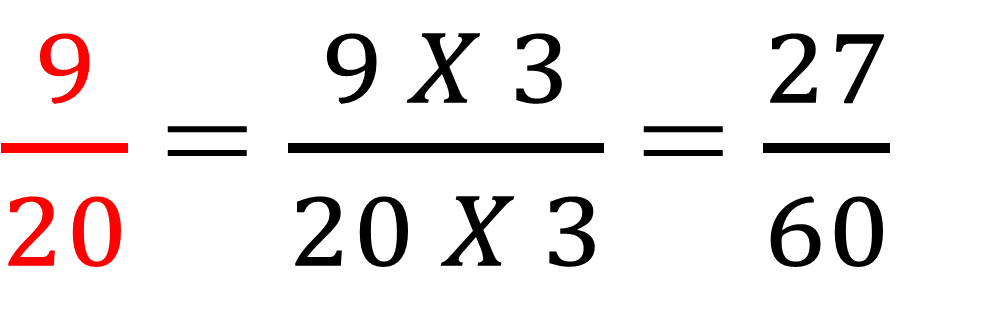 9/20 = 9 X 3/20 X 3 = 27/60